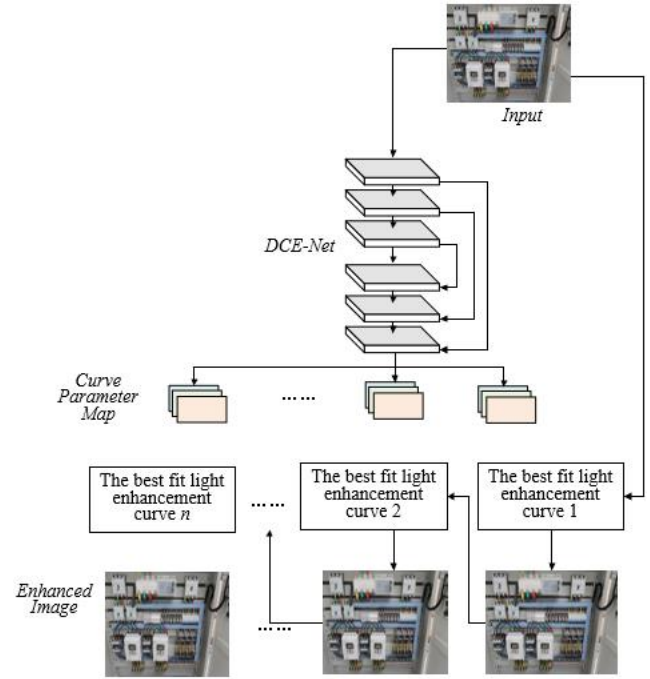 Input
DCE-Net
Curve
Parameter
Map
... ...
The best fit light
enhancement
curve n
... ...
The best fit light
enhancement
curve 2
The best fit light
enhancement
curve 1
Enhanced
Image
... ...